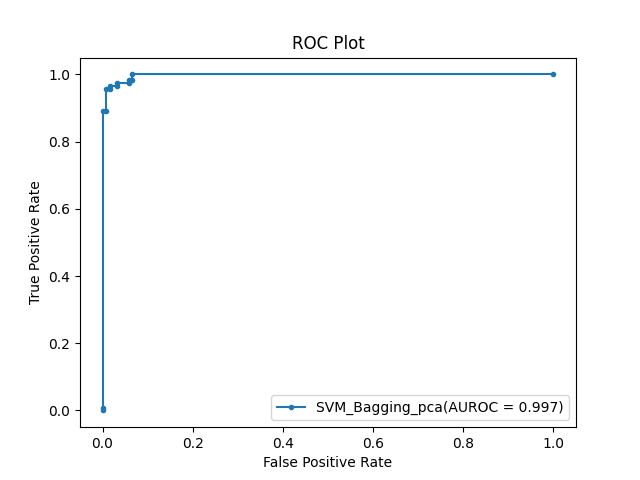 ROC Plot
1.0
0.8
0.6
0.4
0.2
0.0
True Positive Rate
SVM_Bagging_pca(AUROC = 0.997)
0.0 0.2 0.4 0.6 0.8 1.0
False Positive Rate